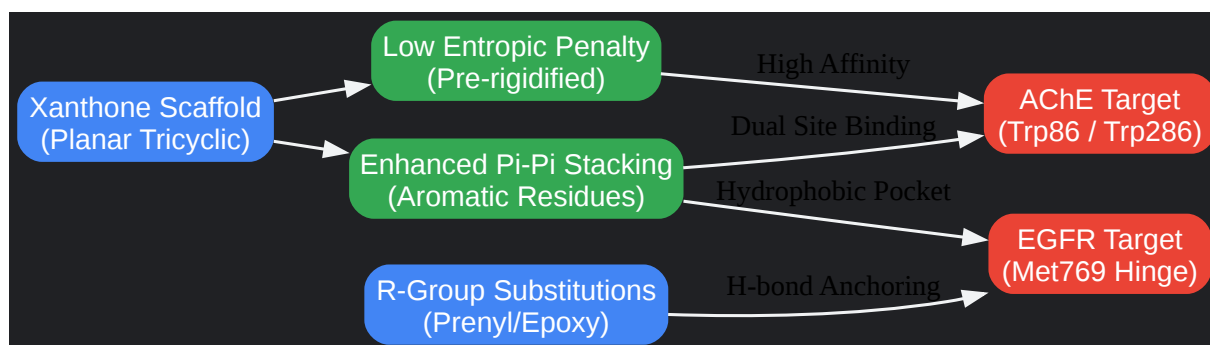 Xanthone Scaffold
(Planar Tricyclic)
Low Entropic Penalty
(Pre-rigidified)
Enhanced Pi-Pi Stacking
(Aromatic Residues)
R-Group Substitutions
(Prenyl/Epoxy)
High Affinity
Dual Site Binding
Hydrophobic Pocket
H-bond Anchoring
AChE Target
(Trp86 / Trp286)
EGFR Target
(Met769 Hinge)